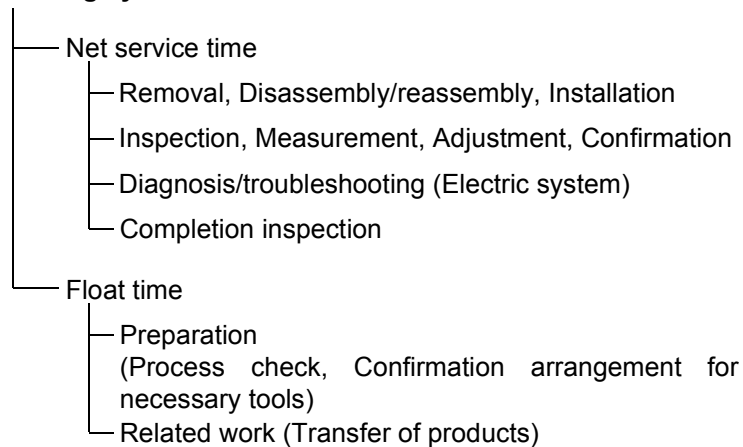 Net service time
Removal, Disassembly/reassembly, Installation
Inspection, Measurement, Adjustment, Confirmation
Diagnosis/troubleshooting (Electric system)
Completion inspection
Float time
Preparation
(Process check, Confirmation arrangement for
necessary tools)
Related work (Transfer of products)